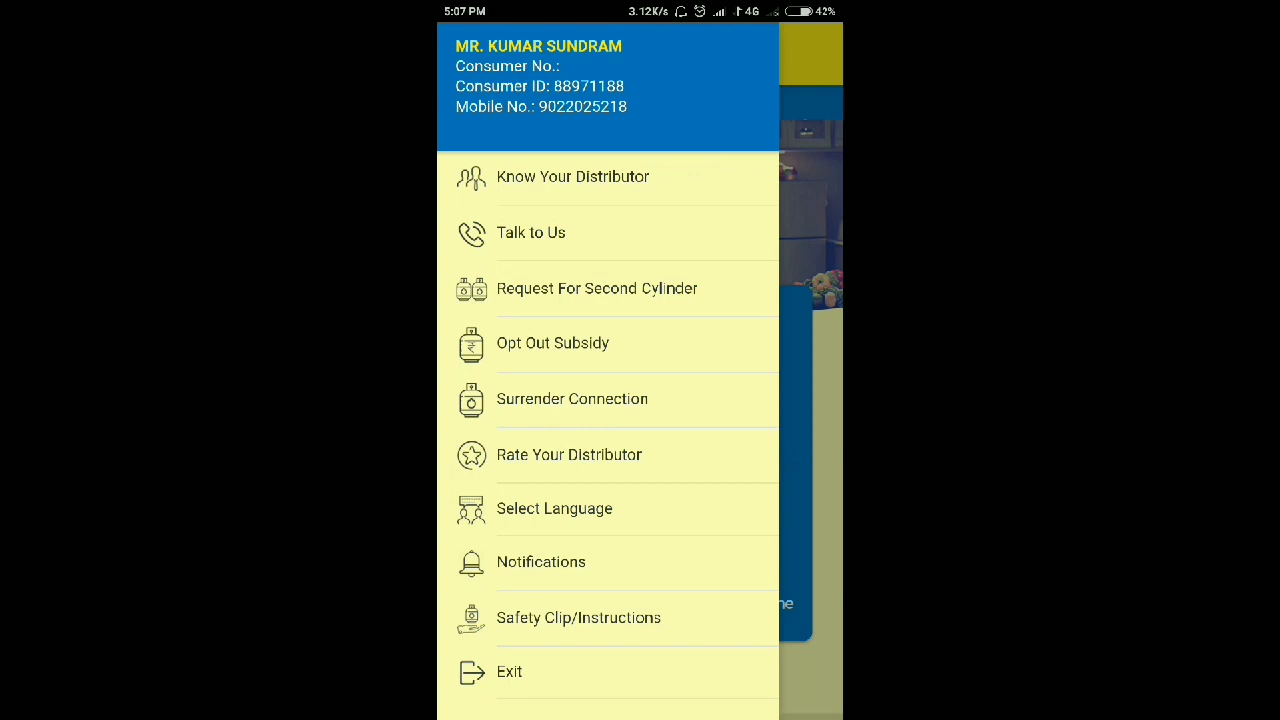 5:07 PM 3.12K/s 4G 42%
MR. KUMAR SUNDRAM
Consumer No.:
Consumer ID: 88971188
Mobile No.: 9022025218
Know Your Distributor
Talk to Us
Request For Second Cylinder
Opt Out Subsidy
Surrender Connection
Rate Your Distributor
Select Language
Notifications
Safety Clip/Instructions
Exit